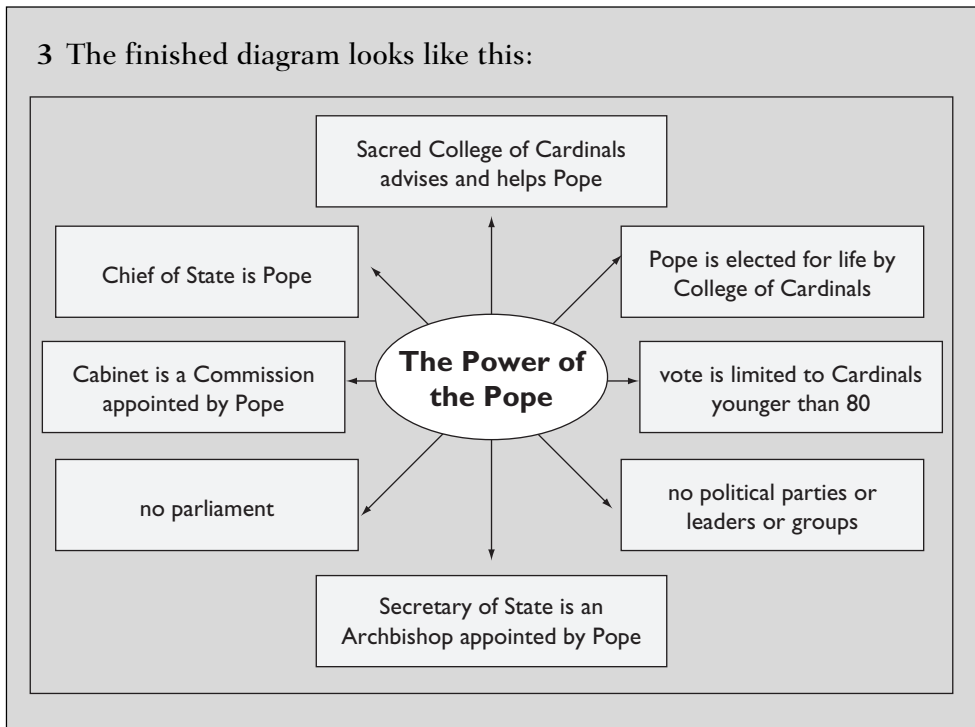 3 The finished diagram looks like this:
Sacred College of Cardinals
advises and helps Pope
Chief of State is Pope
Pope is elected for life by
College of Cardinals
The Power of
the Pope
Cabinet is a Commission
appointed by Pope
vote is limited to Cardinals
younger than 80
no parliament
no political parties or
leaders or groups
Secretary of State is an
Archbishop appointed by Pope